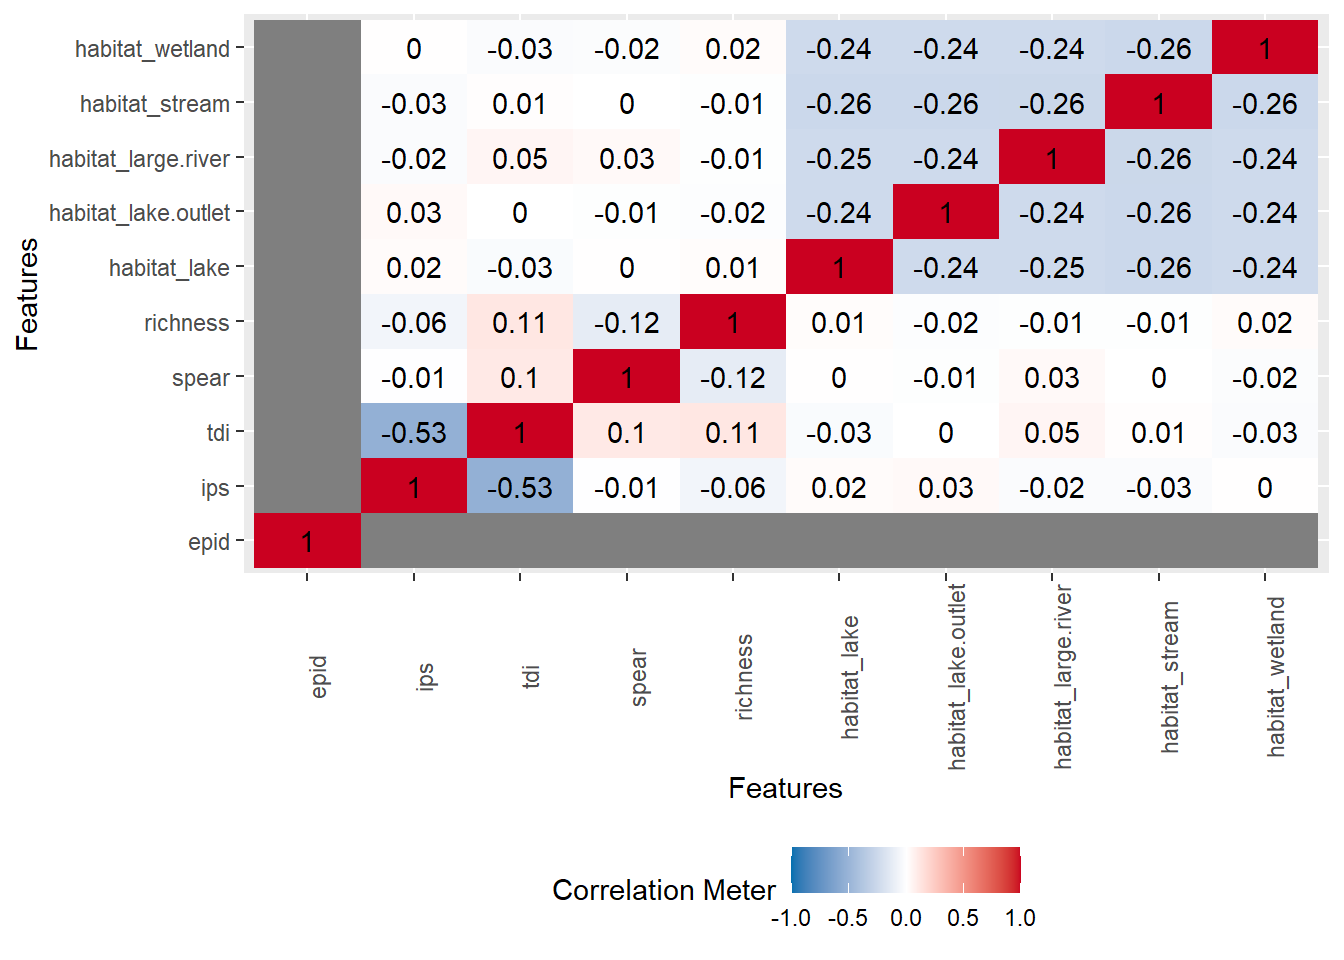 habitat_wetland 0 -0.03 -0.02 0.02 -0.24 -0.24 -0.24 -0.26 1
habitat_stream -0.03 0.01 0 -0.01 -0.26 -0.26 -0.26 1 -0.26
habitat_large.river -0.02 0.05 0.03 -0.01 -0.25 -0.24 1 -0.26 -0.24
habitat_lake.outlet 0.03 0 -0.01 -0.02 -0.24 1 -0.24 -0.26 -0.24
habitat_lake 0.02 -0.03 0 0.01 1 -0.24 -0.25 -0.26 -0.24
richness -0.06 0.11 -0.12 1 0.01 -0.02 -0.01 -0.01 0.02
spear -0.01 0.1 1 -0.12 0 -0.01 0.03 0 -0.02
tdi -0.53 1 0.1 0.11 -0.03 0 0.05 0.01 -0.03
ips 1 -0.53 -0.01 -0.06 0.02 0.03 -0.02 -0.03 0
epid 1
Features
epid
ips
tdi
spear
richness
habitat_lake
habitat_lake.outlet
habitat_large.river
habitat_stream
habitat_wetland
Features
Correlation Meter
-1.0 -0.5 0.0 0.5 1.0